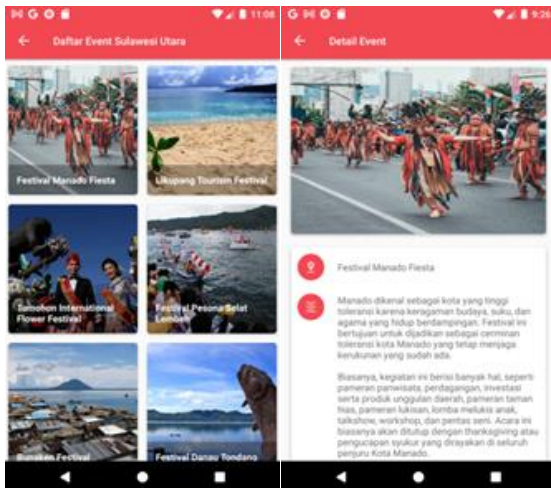 11:08
Daftar Event Sulawesi Utara
Festival Manado Fiesta
Likupang Tourism Festival
Tomohon International
Flower Festival
Festival Pesona Selat
Lembeh
Bunaken Festival
Festival Danau Tondano
9:26
Detail Event
Festival Manado Fiesta
Manado dikenal sebagai kota yang tinggi
toleransi karena keragaman budaya, suku, dan
agama yang hidup berdampingan. Festival ini
bertujuan untuk dijadikan sebagai cerminan
toleransi kota Manado yang tetap menjaga
kerukunan yang sudah ada.
Biasanya, kegiatan ini berisi banyak hal, seperti
pameran pariwisata, perdagangan, investasi
serta produk unggulan daerah, pameran taman
hias, pameran lukisan, lomba melukis anak,
talkshow, workshop, dan pentas seni. Acara ini
biasanya akan ditutup dengan thanksgiving atau
pengucapan syukur yang dirayakan di seluruh
penjuru Kota Manado.